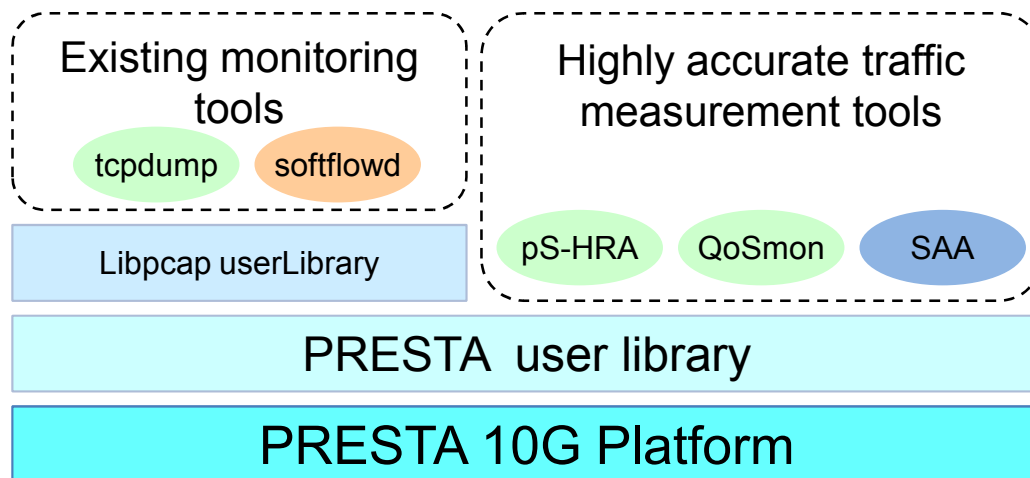 Existing monitoring
tools
tcpdump
softflowd
Libpcap userLibrary
Highly accurate traffic
measurement tools
pS-HRA
QoSmon
SAA
PRESTA user library
PRESTA 10G Platform